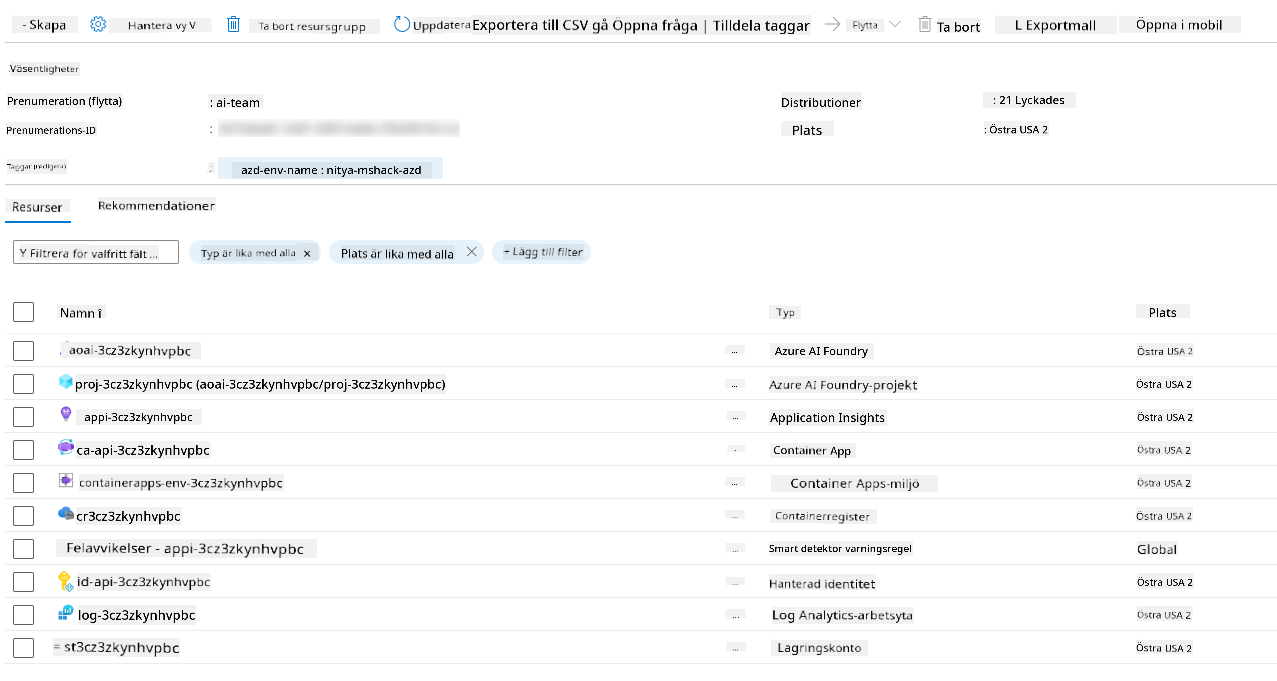 - Skapa Hantera vy V Ta bort resursgrupp Uppdatera Exportera till CSV gå Öppna fråga | Tilldela taggar Flytta Ta bort L Exportmall Öppna i mobil
Väsentligheter
Prenumeration (flytta) : ai-team Distributioner : 21 Lyckades
Prenumerations-ID : Plats : Östra USA 2
Taggar (redigera) : azd-env-name : nitya-mshack-azd
Resurser Rekommendationer
Y Filtrera för valfritt fält ... Typ är lika med alla × Plats är lika med alla × + Lägg till filter
Namn î Typ Plats
aoai-3cz3zkynhvpbc ... Azure AI Foundry Östra USA 2
proj-3cz3zkynhvpbc (aoai-3cz3zkynhvpbc/proj-3cz3zkynhvpbc) ... Azure AI Foundry-projekt Östra USA 2
appi-3cz3zkynhvpbc ... Application Insights Östra USA 2
ca-api-3cz3zkynhvpbc . Container App Östra USA 2
containerapps-env-3cz3zkynhvpbc ... Container Apps-miljö Östra USA 2
cr3cz3zkynhvpbc ... Containerregister Östra USA 2
Felavvikelser - appi-3cz3zkynhvpbc ... Smart detektor varningsregel Global
id-api-3cz3zkynhvpbc ... Hanterad identitet Östra USA 2
log-3cz3zkynhvpbc ... Log Analytics-arbetsyta Östra USA 2
= st3cz3zkynhvpbc ... Lagringskonto Östra USA 2